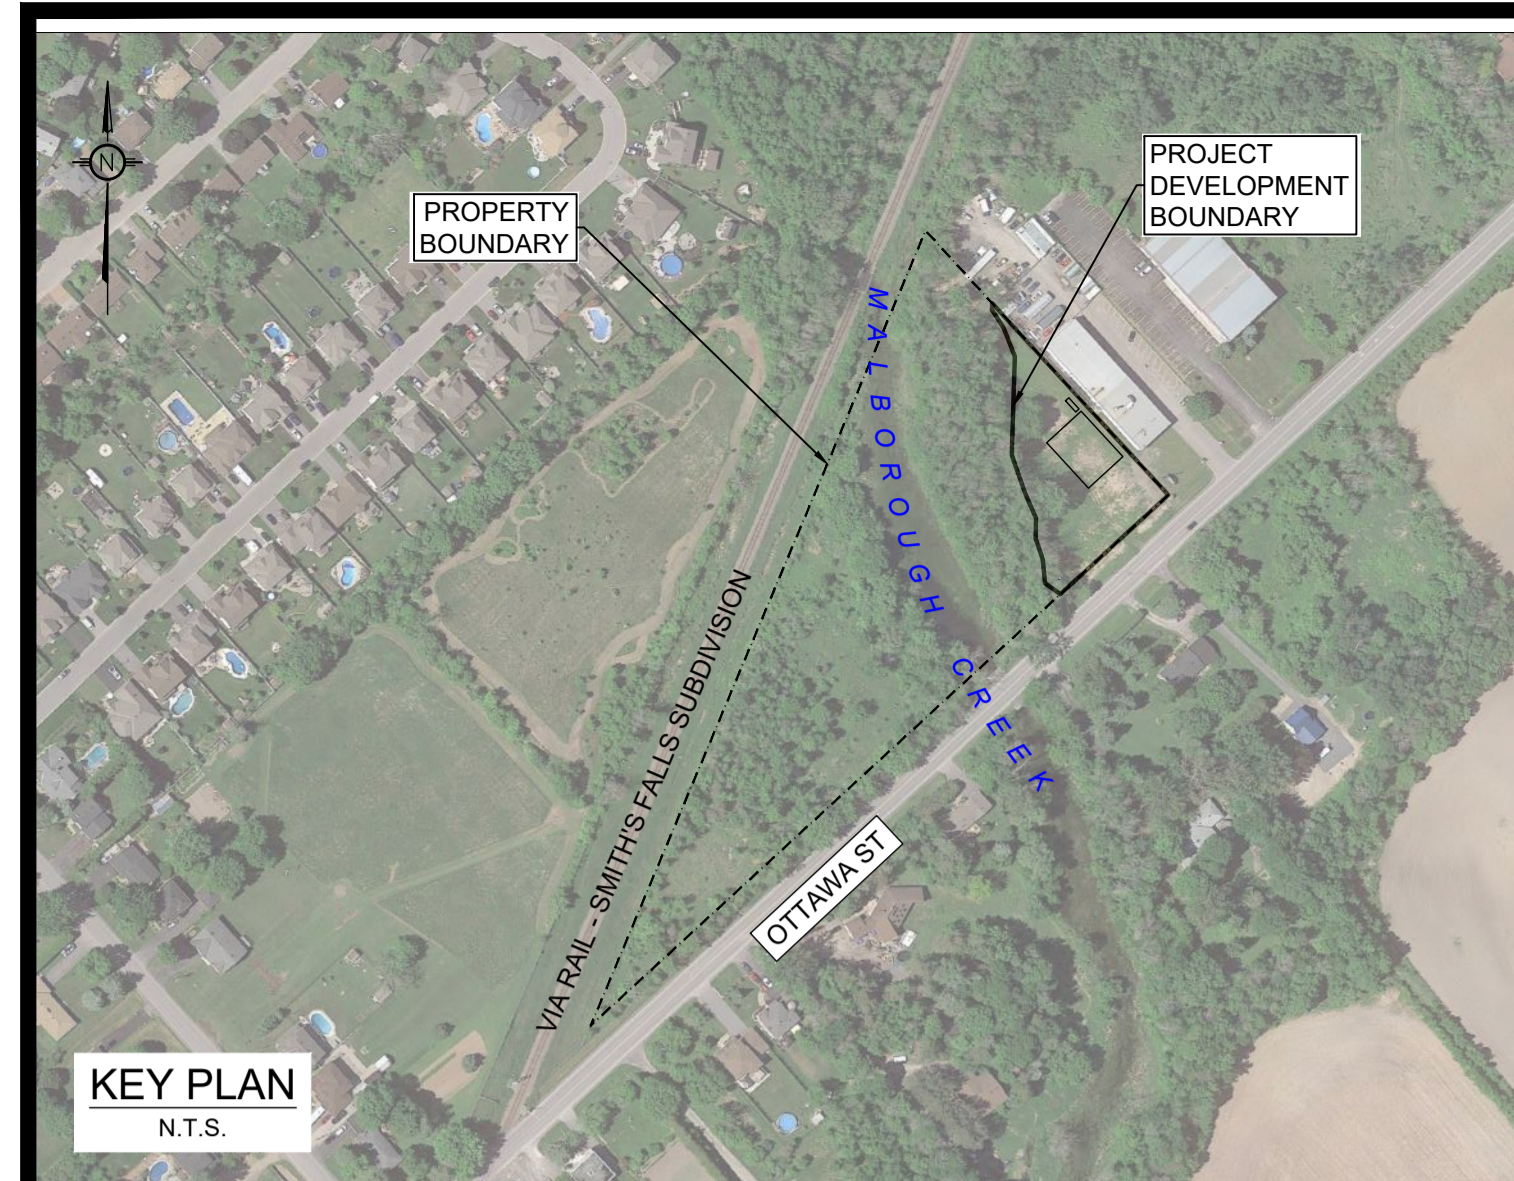 N
PROPERTY
BOUNDARY
PROJECT
DEVELOPMENT
BOUNDARY
MALBOROUGH CREEK
VIA RAIL - SMITH'S FALLS SUBDIVISION
OTTAWA ST
KEY PLAN
N.T.S.